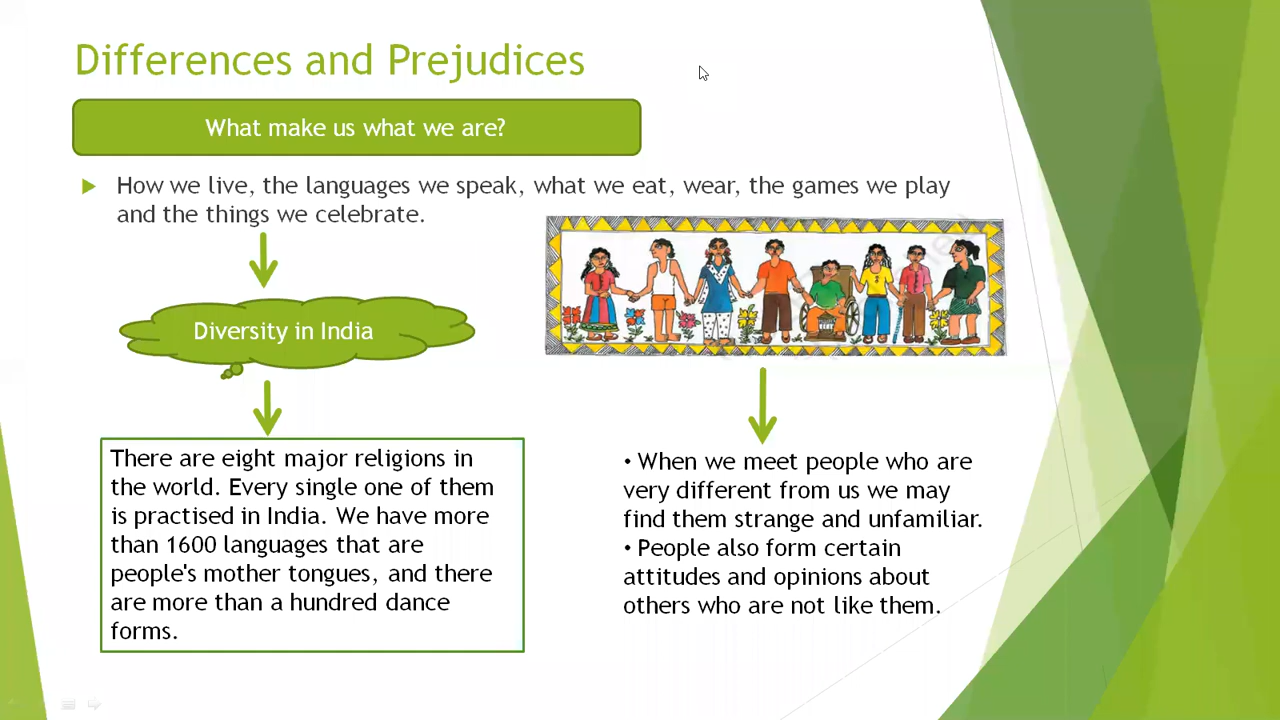 Differences and Prejudices
What make us what we are?
How we live, the languages we speak, what we eat, wear, the games we play
and the things we celebrate.
Diversity in India
There are eight major religions in
the world. Every single one of them
is practised in India. We have more
than 1600 languages that are
people's mother tongues, and there
are more than a hundred dance
forms.
• When we meet people who are
very different from us we may
find them strange and unfamiliar.
• People also form certain
attitudes and opinions about
others who are not like them.